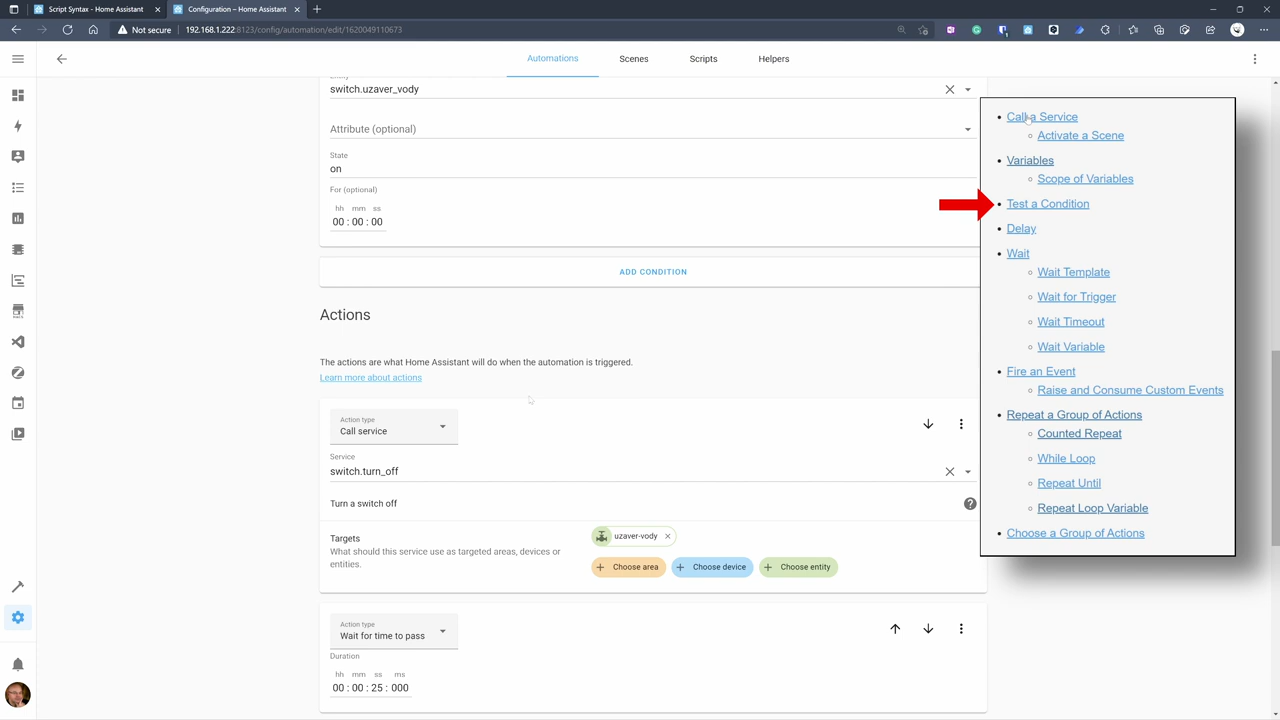 Script Syntax - Home Assistant
Configuration – Home Assistant
Not secure
192.168.1.222:8123/config/automation/edit/1620049110673
Automations
Scenes
Scripts
Helpers
Entity
switch.uzaver_vody
Attribute (optional)
State
on
For (optional)
hh mm ss
00 : 00 : 00
ADD CONDITION
Actions
The actions are what Home Assistant will do when the automation is triggered.
Learn more about actions
Action type
Call service
Service
switch.turn_off
Turn a switch off
Targets
What should this service use as targeted areas, devices or
entities.
uzaver-vody
Choose area
Choose device
Choose entity
Action type
Wait for time to pass
Duration
hh mm ss ms
00 : 00 : 25 : 000
Call a Service
Activate a Scene
Variables
Scope of Variables
Test a Condition
Delay
Wait
Wait Template
Wait for Trigger
Wait Timeout
Wait Variable
Fire an Event
Raise and Consume Custom Events
Repeat a Group of Actions
Counted Repeat
While Loop
Repeat Until
Repeat Loop Variable
Choose a Group of Actions